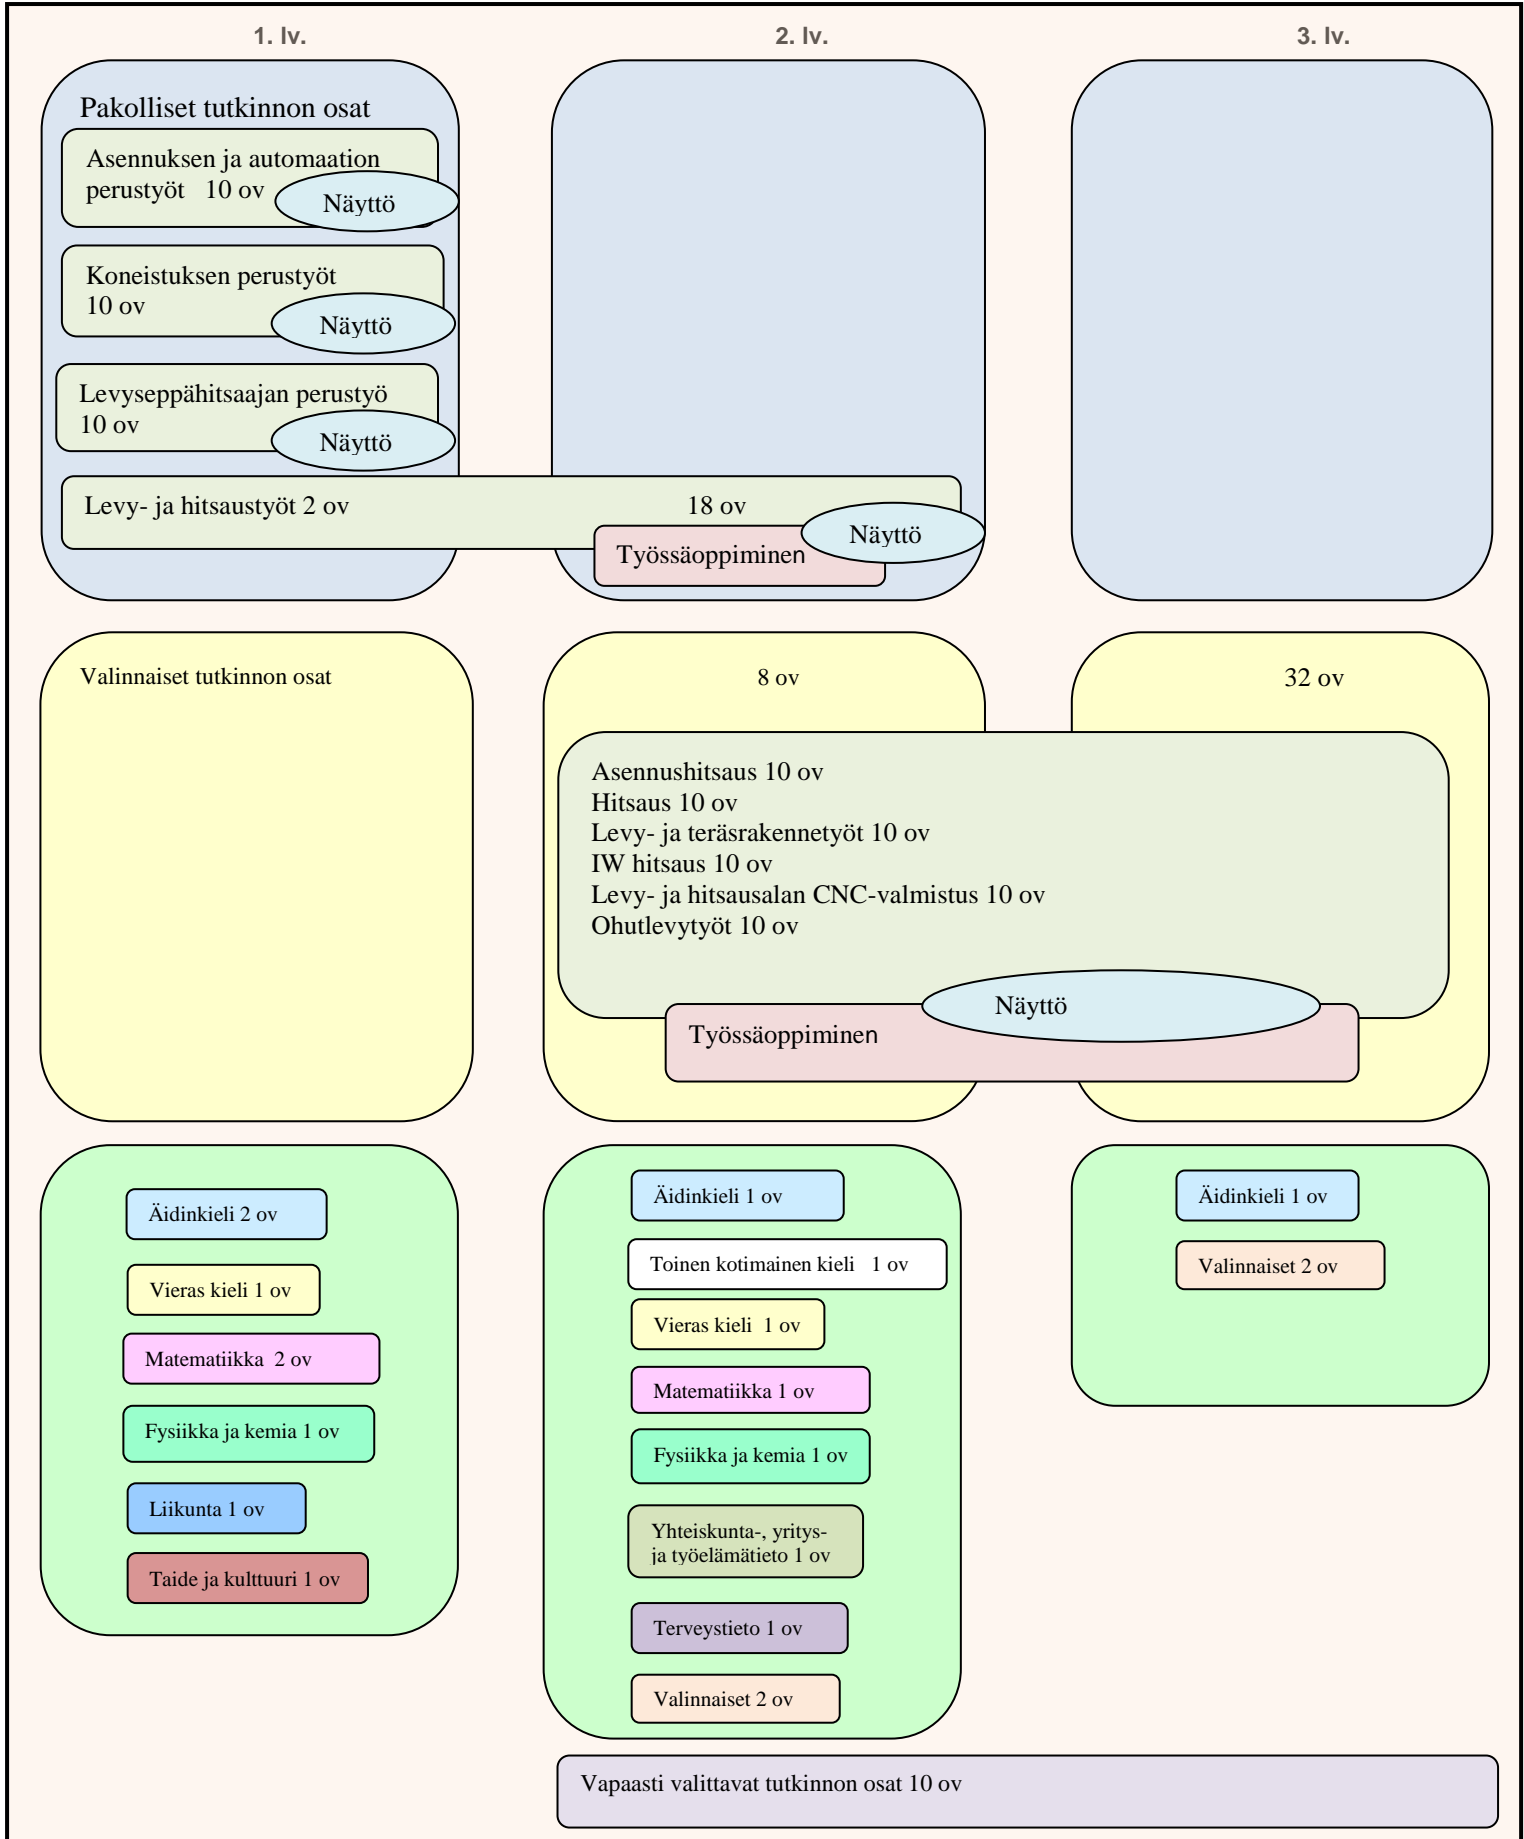 1. lv.
2. lv.
3. lv.
Pakolliset tutkinnon osat
Asennuksen ja automaation
perustyöt 10 ov
Näyttö
Koneistuksen perustyöt
10 ov
Näyttö
Levyseppähitsaajan perustyö
10 ov
Näyttö
Levy- ja hitsaustyöt 2 ov
18 ov
Näyttö
Työssäoppiminen
Valinnaiset tutkinnon osat
8 ov
32 ov
Asennushitsaus 10 ov
Hitsaus 10 ov
Levy- ja teräsrakennetyöt 10 ov
IW hitsaus 10 ov
Levy- ja hitsausalan CNC-valmistus 10 ov
Ohutlevytyöt 10 ov
Näyttö
Työssäoppiminen
Äidinkieli 2 ov
Vieras kieli 1 ov
Matematiikka 2 ov
Fysiikka ja kemia 1 ov
Liikunta 1 ov
Taide ja kulttuuri 1 ov
Äidinkieli 1 ov
Toinen kotimainen kieli 1 ov
Vieras kieli 1 ov
Matematiikka 1 ov
Fysiikka ja kemia 1 ov
Yhteiskunta-, yritys-
ja työelämätieto 1 ov
Terveystieto 1 ov
Valinnaiset 2 ov
Äidinkieli 1 ov
Valinnaiset 2 ov
Vapaasti valittavat tutkinnon osat 10 ov